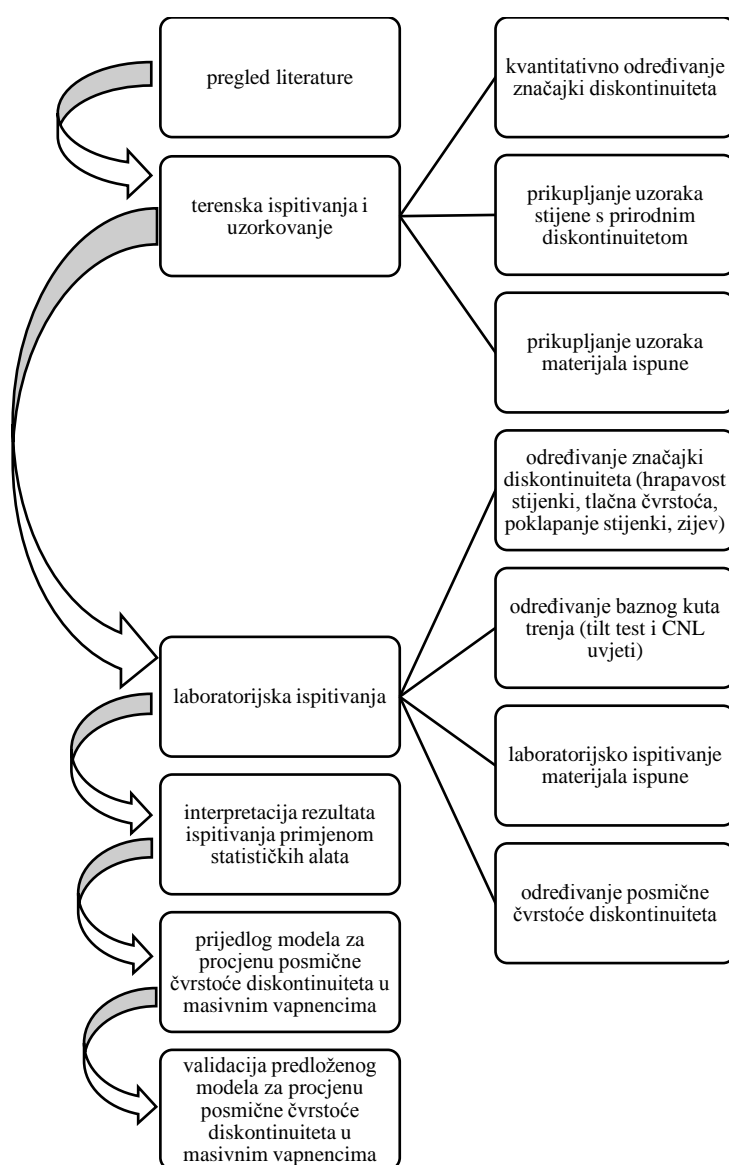 pregled literature
kvantitativno određivanje
značajki diskontinuiteta
terenska ispitivanja i
uzorkovanje
prikupljanje uzoraka
stijene s prirodnim
diskontinuitetom
prikupljanje uzoraka
materijala ispune
laboratorijska ispitivanja
određivanje značajki
diskontinuiteta (hrapavost
stijenki, tlačna čvrstoća,
poklapanje stijenki, zijev)
određivanje baznog kuta
trenja (tilt test i CNL
uvjeti)
laboratorijsko ispitivanje
materijala ispune
određivanje posmične
čvrstoće diskontinuiteta
interpretacija rezultata
ispitivanja primjenom
statističkih alata
prijedlog modela za
procjenu posmične
čvrstoće diskontinuiteta u
masivnim vapnencima
validacija predloženog
modela za procjenu
posmične čvrstoće
diskontinuiteta u
masivnim vapnencima